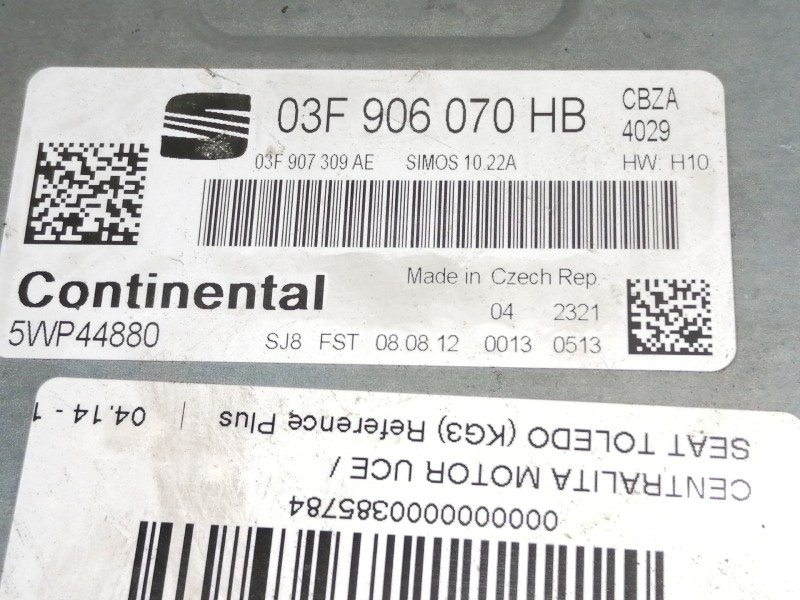 03F 906 070 HB
CBZA
4029
03F 907 309 AE SIMOS 10.22A HW: H10
Continental
Made in Czech Rep.
04 2321
5WP44880
SJ8 FST 08.08.12 0013 0513
000000000000385784
CENTRALITA MOTOR UCE /
SEAT TOLEDO (KG3) Reference Plus | 04.14 - 1